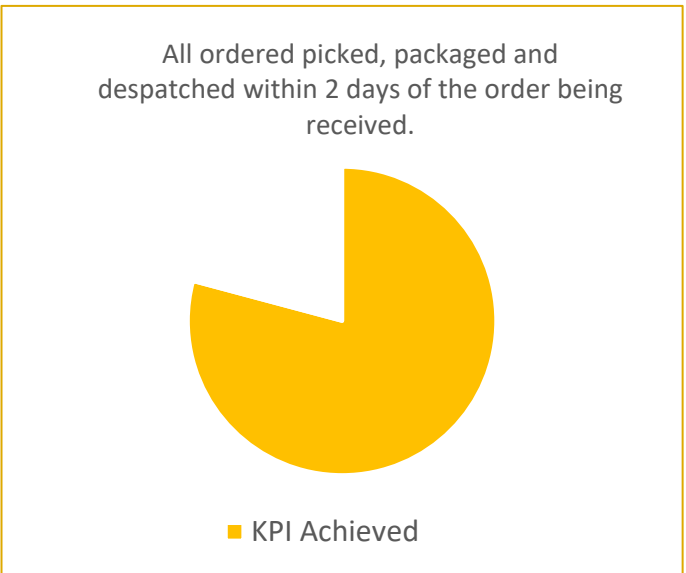 All ordered picked, packaged and
despatched within 2 days of the order being
received.
KPI Achieved